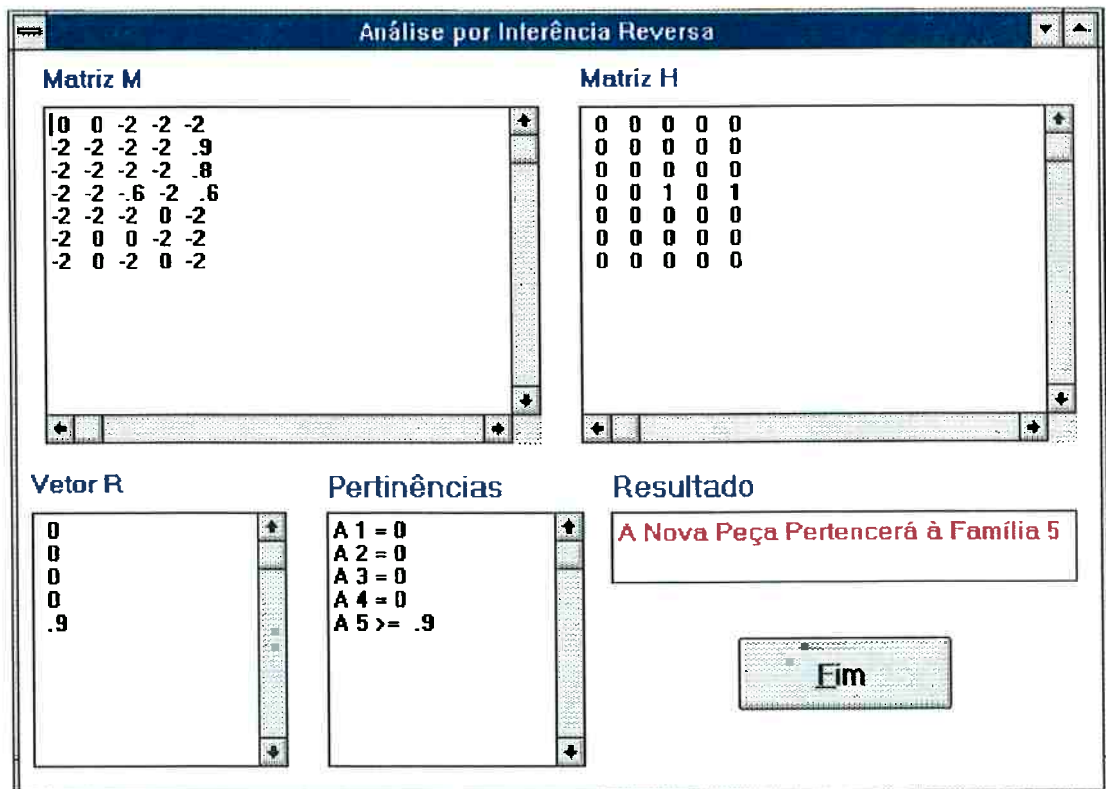 Análise por Inferência Reversa
Matriz M
0 0 -2 -2 -2
-2 -2 -2 -2 .9
-2 -2 -2 -2 .8
-2 -2 -.6 -2 .6
-2 -2 -2 0 -2
-2 0 0 -2 -2
-2 0 -2 0 -2
Matriz H
0 0 0 0 0
0 0 0 0 0
0 0 0 0 0
0 0 1 0 1
0 0 0 0 0
0 0 0 0 0
0 0 0 0 0
Vetor R
0
0
0
0
.9
Pertinências
A 1 = 0
A 2 = 0
A 3 = 0
A 4 = 0
A 5 >= .9
Resultado
A Nova Peça Pertencerá à Família 5
Fim